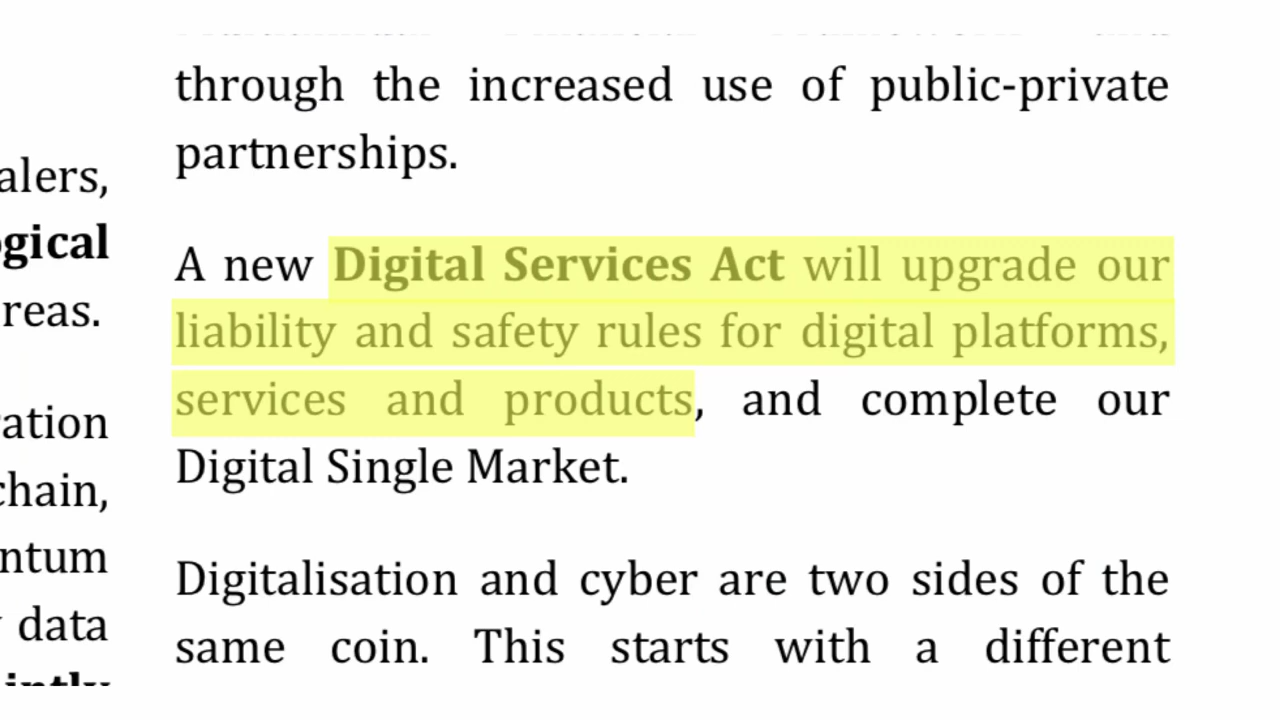 through the increased use of public-private
partnerships.
A new Digital Services Act will upgrade our
liability and safety rules for digital platforms,
services and products, and complete our
Digital Single Market.
Digitalisation and cyber are two sides of the
same coin. This starts with a different
alers,
ogical
reas.
ration
chain,
ntum
data